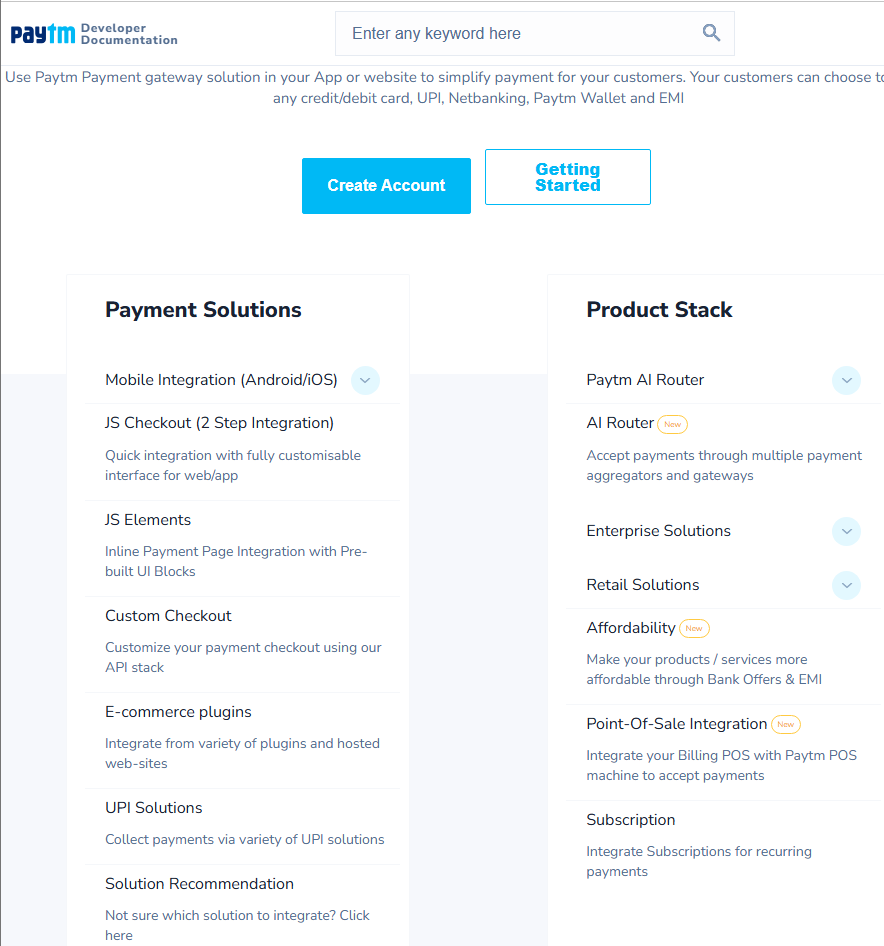 paytm Developer
Documentation
Enter any keyword here
Use Paytm Payment gateway solution in your App or website to simplify payment for your customers. Your customers can choose to
any credit/debit card, UPI, Netbanking, Paytm Wallet and EMI
Create Account
Getting
Started
Payment Solutions
Mobile Integration (Android/iOS)
JS Checkout (2 Step Integration)
Quick integration with fully customisable
interface for web/app
JS Elements
Inline Payment Page Integration with Pre-
built UI Blocks
Custom Checkout
Customize your payment checkout using our
API stack
E-commerce plugins
Integrate from variety of plugins and hosted
web-sites
UPI Solutions
Collect payments via variety of UPI solutions
Solution Recommendation
Not sure which solution to integrate? Click
here
Product Stack
Paytm AI Router
AI Router New
Accept payments through multiple payment
aggregators and gateways
Enterprise Solutions
Retail Solutions
Affordability New
Make your products / services more
affordable through Bank Offers & EMI
Point-Of-Sale Integration New
Integrate your Billing POS with Paytm POS
machine to accept payments
Subscription
Integrate Subscriptions for recurring
payments